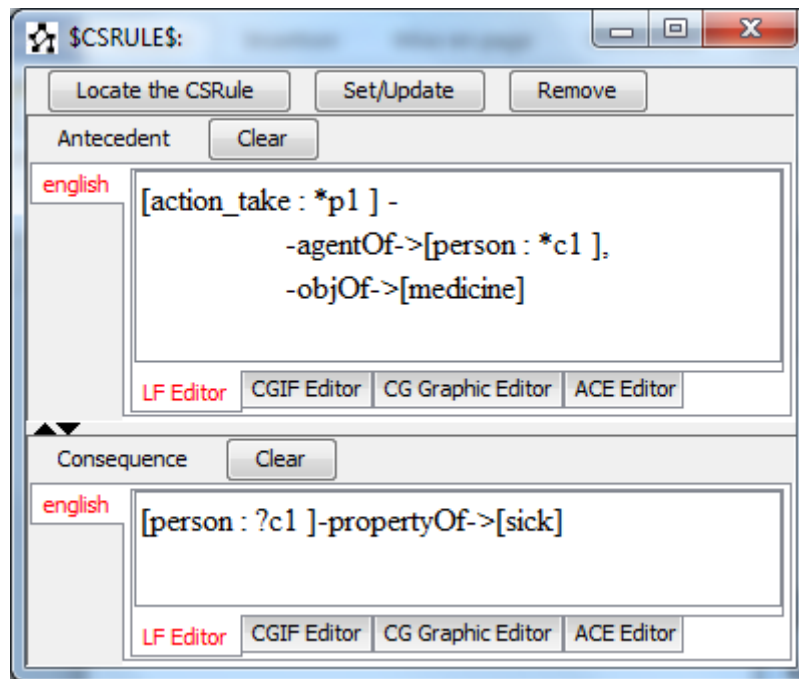 $CSRULE$:
Locate the CSRule Set/Update Remove
Antecedent Clear
english
[action_take : *p1 ] -
-agentOf->[person : *c1 ],
-objOf->[medicine]
LF Editor CGIF Editor CG Graphic Editor ACE Editor
Consequence Clear
english
[person : ?c1 ]-propertyOf->[sick]
LF Editor CGIF Editor CG Graphic Editor ACE Editor